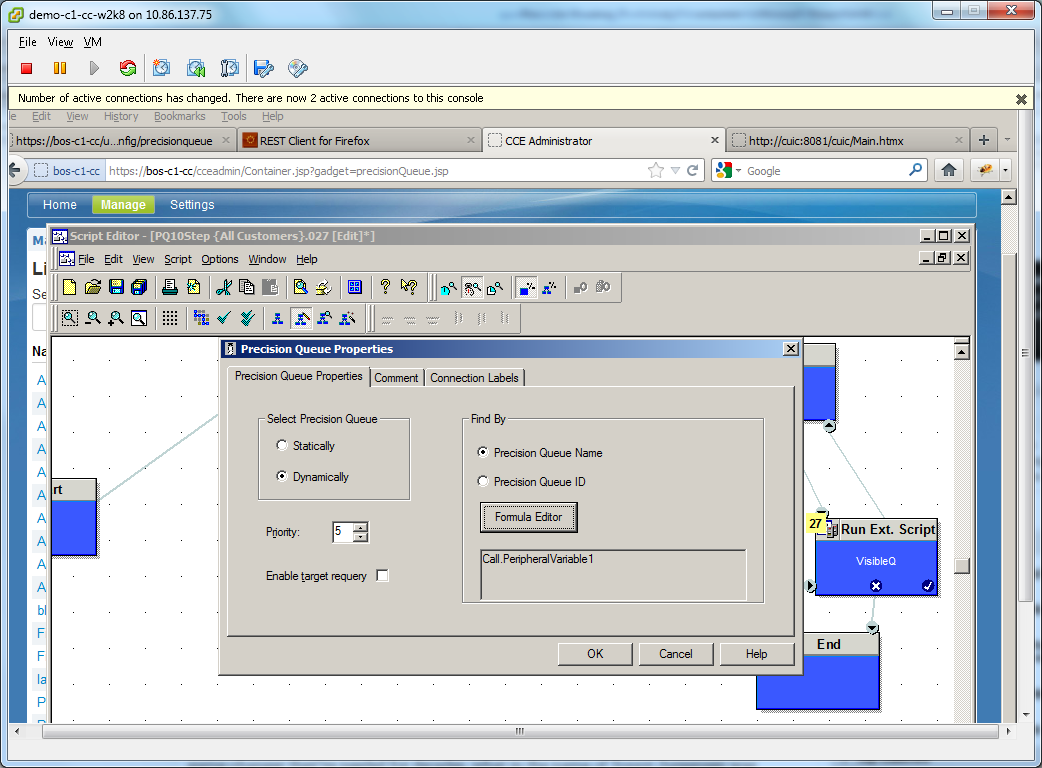 demo-c1-cc-w2k8 on 10.86.137.75
File View VM
Number of active connections has changed. There are now 2 active connections to this console
Edit View History Bookmarks Tools Help
https://bos-c1-cc/u...nfig/precisionqueue
REST Client for Firefox
CCE Administrator
http://cuic:8081/cuic/Main.htmx
bos-c1-cc
https://bos-c1-cc/cceadmin/Container.jsp?gadget=precisionQueue.jsp
Google
Home Manage Settings
Script Editor - [PQ10Step {All Customers}.027 [Edit]*]
File Edit View Script Options Window Help
Precision Queue Properties
Precision Queue Properties Comment Connection Labels
Select Precision Queue
Statically
Dynamically
Priority: 5
Enable target requery
Find By
Precision Queue Name
Precision Queue ID
Formula Editor
Call.PeripheralVariable1
OK Cancel Help
rt
27
Run Ext. Script
VisibleQ
End